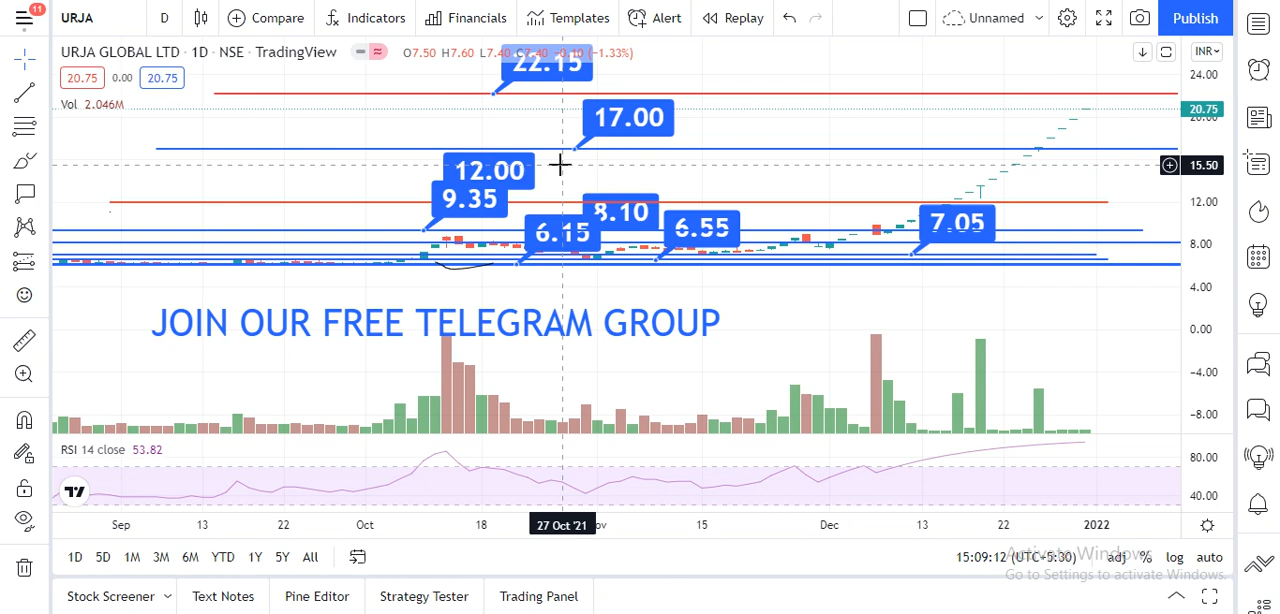 11
URJA
D
Compare
Indicators
Financials
Templates
Alert
Replay
Unnamed
Publish
URJA GLOBAL LTD · 1D · NSE · TradingView
O7.50 H7.60 L7.40 C7.40 −0.10 (−1.33%)
INR
20.75 0.00 20.75
Vol 2.046M
22.15
17.00
12.00
9.35
8.10
6.15
6.55
7.05
24.00
20.75
20.00
15.50
12.00
8.00
4.00
0.00
−4.00
−8.00
JOIN OUR FREE TELEGRAM GROUP
RSI 14 close 53.82
80.00
40.00
Sep 13 22 Oct 18 27 Oct '21 15 Dec 13 22 2022
1D 5D 1M 3M 6M YTD 1Y 5Y All
15:09:12 (UTC+5:30) adj % log auto
Activate Windows
Go to Settings to activate Windows.
Stock Screener
Text Notes
Pine Editor
Strategy Tester
Trading Panel